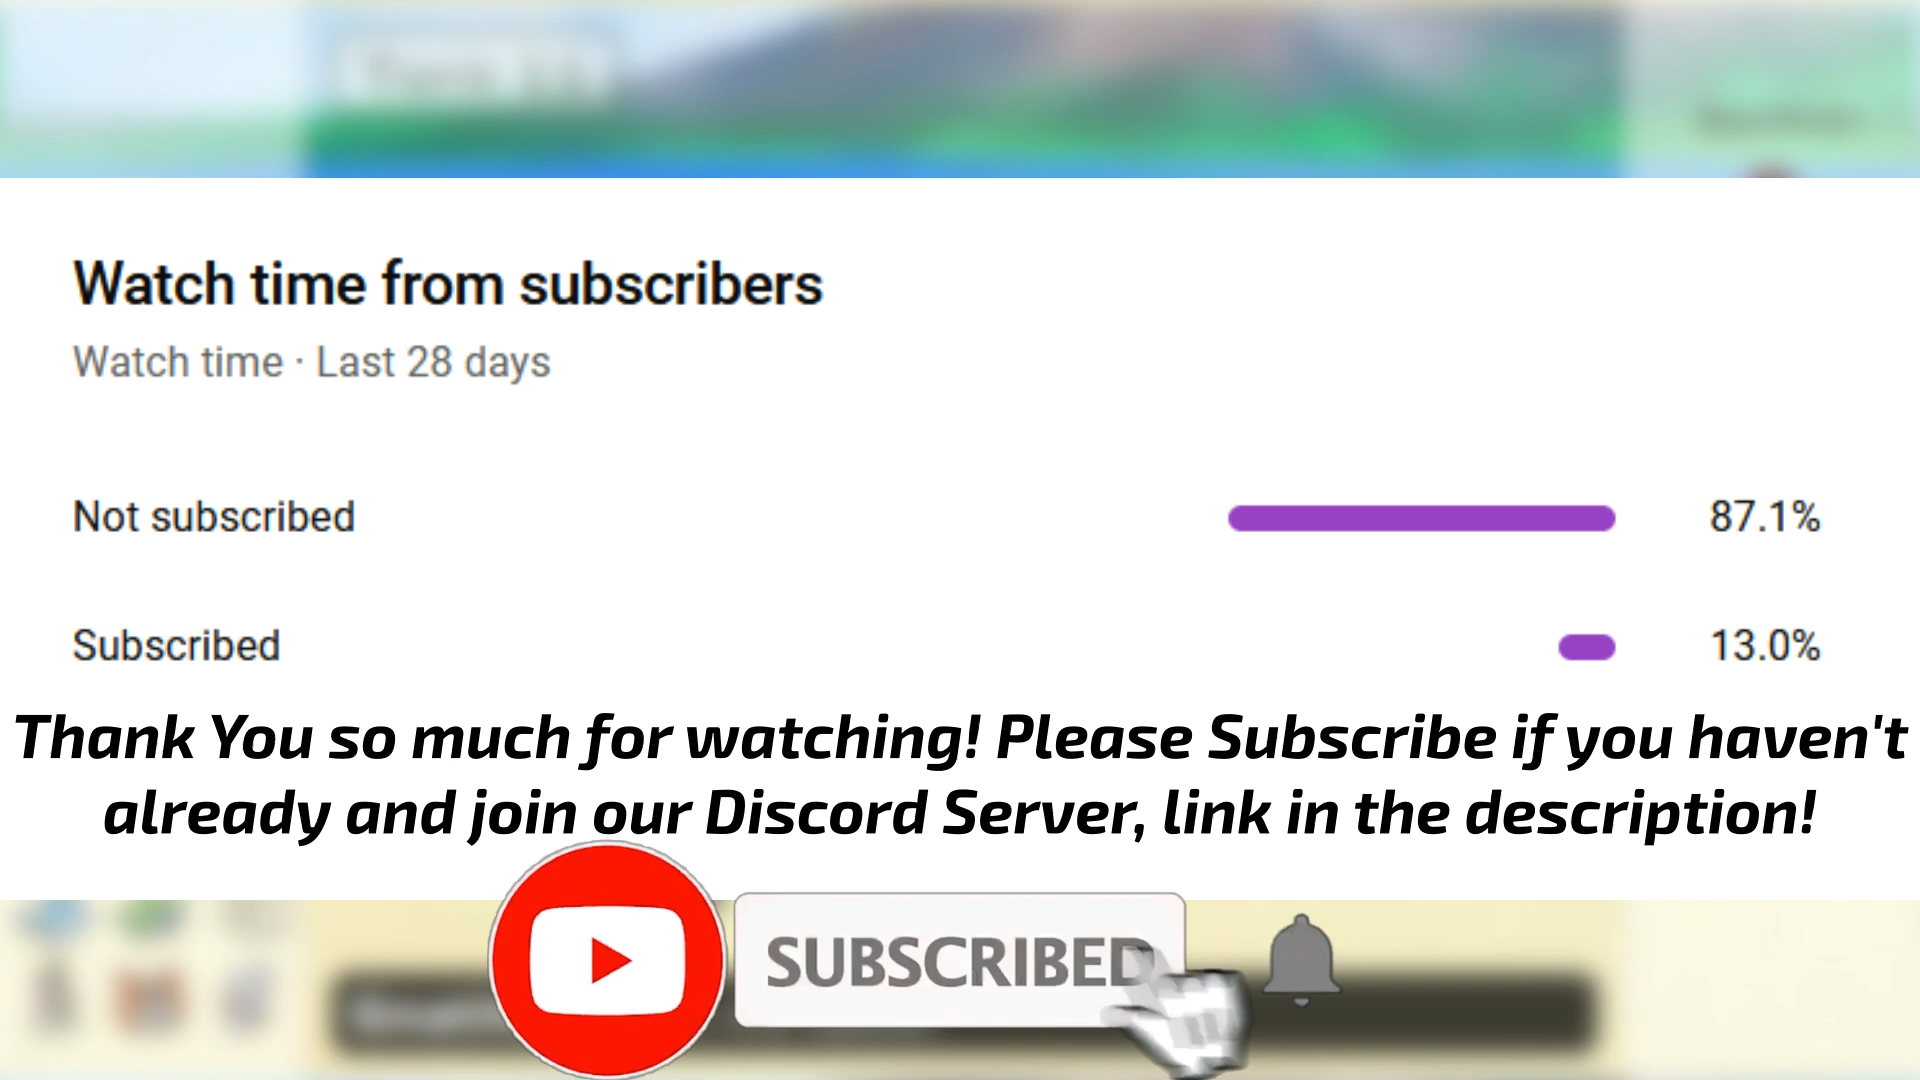 Watch time from subscribers
Watch time · Last 28 days
Not subscribed 87.1%
Subscribed 13.0%
Thank You so much for watching! Please Subscribe if you haven't
already and join our Discord Server, link in the description!
SUBSCRIBED